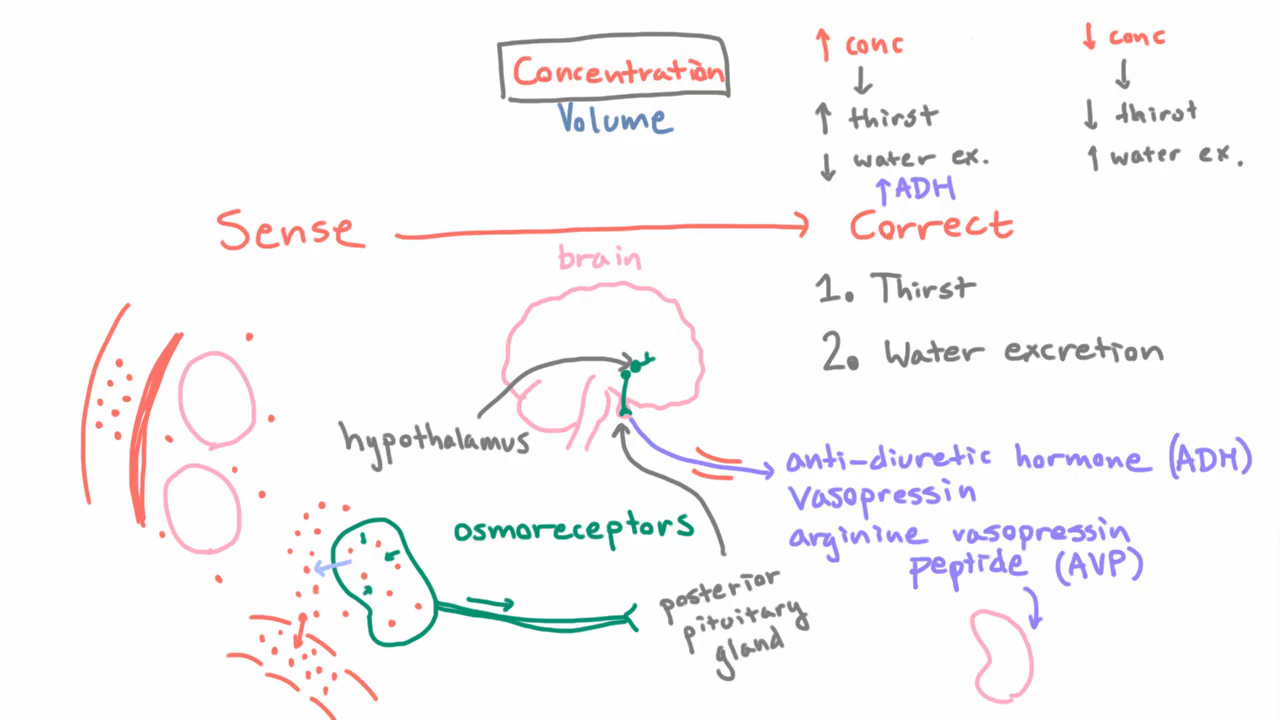 Concentration
Volume
↑ conc
↓
↑ thirst
↓ water ex.
↑ADH
↓ conc
↓
↓ thirst
↑ water ex.
Sense
Correct
1. Thirst
2. Water excretion
brain
hypothalamus
osmoreceptors
posterior
pituitary
gland
anti-diuretic hormone (ADH)
vasopressin
arginine vasopressin
peptide (AVP)